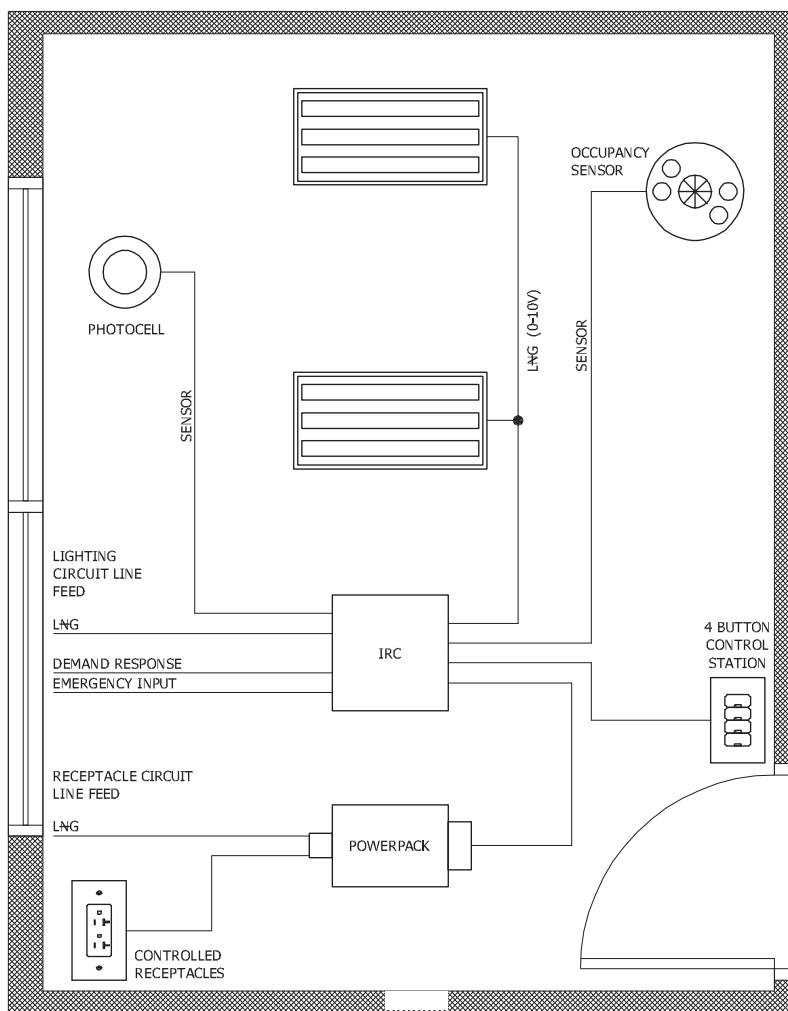 OCCUPANCY
SENSOR
PHOTOCELL
LNG (0-10V)
SENSOR
SENSOR
LIGHTING
CIRCUIT LINE
FEED
LNG
DEMAND RESPONSE
EMERGENCY INPUT
IRC
4 BUTTON
CONTROL
STATION
RECEPTACLE CIRCUIT
LINE FEED
LNG
POWERPACK
CONTROLLED
RECEPTACLES